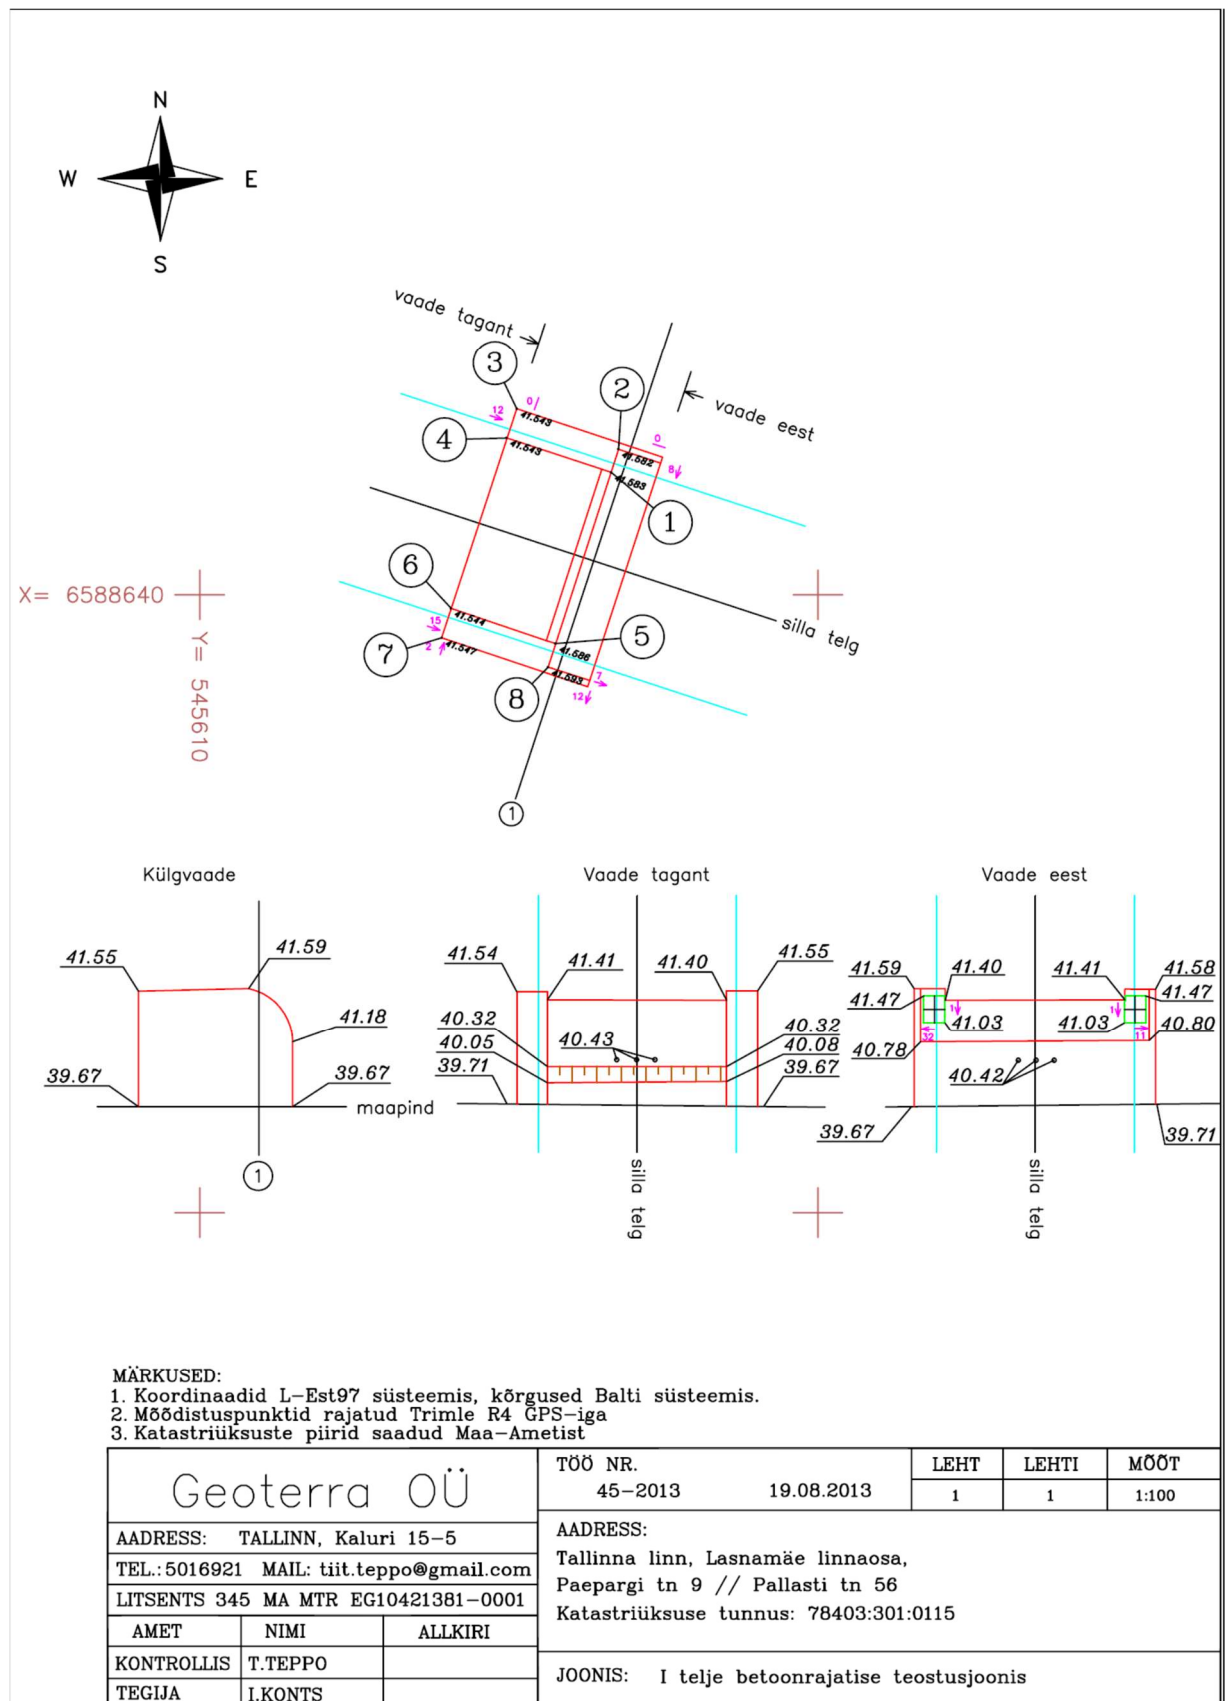 N
W E
S
vaade tagant
3
2
vaade eest
12
0
41.543
0
4
41.543
41.582
8
41.583
1
6
X= 6588640
Y= 545610
silla telg
15
41.544
5
7
2
41.547
41.586
8
41.593
7
12
1
Külgvaade
Vaade tagant
Vaade eest
41.55
41.59
41.18
39.67
39.67
maapind
1
41.54
41.41
41.40
41.55
40.32
40.43
40.32
40.05
40.08
39.71
39.67
silla telg
41.59
41.40
41.41
41.58
41.47
1
1
41.47
41.03
41.03
40.80
32
11
40.78
40.42
39.67
39.71
silla telg
MÄRKUSED:
1. Koordinaadid L-Est97 süsteemis, kõrgused Balti süsteemis.
2. Mõõdistuspunktid rajatud Trimle R4 GPS-iga
3. Katastriüksuste piirid saadud Maa-Ametist
Geoterra OÜ
TÖÖ NR.
45-2013 19.08.2013
LEHT LEHTI MÕÕT
1 1 1:100
AADRESS: TALLINN, Kaluri 15-5
TEL.:5016921 MAIL: tiit.teppo@gmail.com
LITSENTS 345 MA MTR EG10421381-0001
AADRESS:
Tallinna linn, Lasnamäe linnaosa,
Paepargi tn 9 // Pallasti tn 56
Katastriüksuse tunnus: 78403:301:0115
AMET NIMI ALLKIRI
KONTROLLIS T.TEPPO
TEGIJA I.KONTS
JOONIS: I telje betoonrajatise teostusjoonis